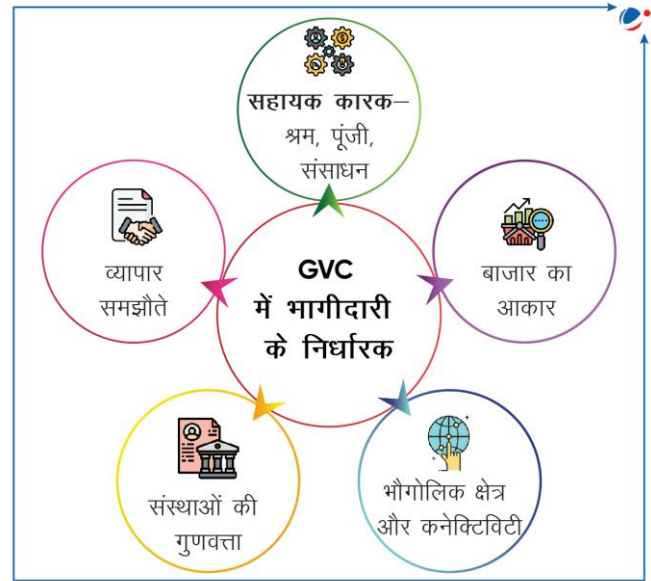 सहायक कारक–
श्रम, पूंजी,
संसाधन
व्यापार
समझौते
GVC
में भागीदारी
के निर्धारक
बाजार का
आकार
संस्थाओं की
गुणवत्ता
भौगोलिक क्षेत्र
और कनेक्टिविटी